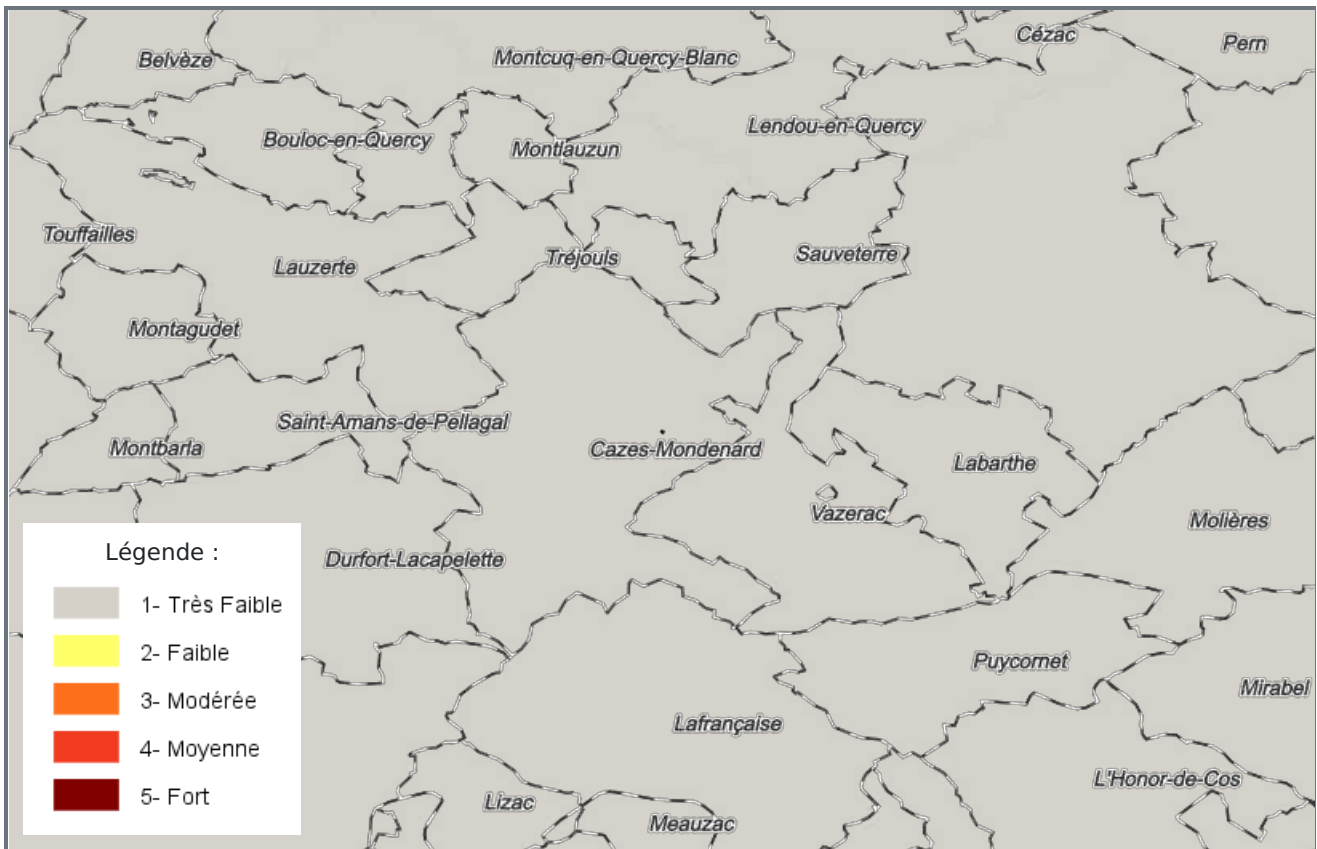 Cézac
Pern
Belvèze
Montcuq-en-Quercy-Blanc
Lendou-en-Quercy
Bouloc-en-Quercy
Montlauzun
Touffailles
Lauzerte
Tréjouls
Sauveterre
Montagudet
Saint-Amans-de-Pellagal
Montbarla
Cazes-Mondenard
Labarthe
Vazerac
Molières
Durfort-Lacapelette
Légende :
1- Très Faible
2- Faible
3- Modérée
4- Moyenne
5- Fort
Puycornet
Mirabel
Lafrançaise
L'Honor-de-Cos
Lizac
Meauzac